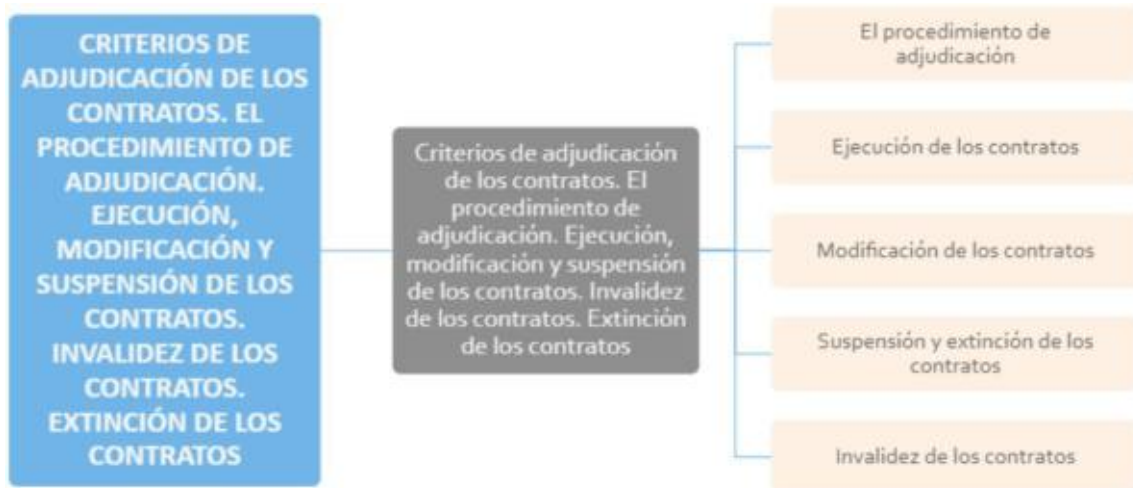 CRITERIOS DE
ADJUDICACIÓN DE LOS
CONTRATOS. EL
PROCEDIMIENTO DE
ADJUDICACIÓN.
EJECUCIÓN,
MODIFICACIÓN Y
SUSPENSIÓN DE LOS
CONTRATOS.
INVALIDEZ DE LOS
CONTRATOS.
EXTINCIÓN DE LOS
CONTRATOS
Criterios de adjudicación
de los contratos. El
procedimiento de
adjudicación. Ejecución,
modificación y suspensión
de los contratos. Invalidez
de los contratos. Extinción
de los contratos
El procedimiento de
adjudicación
Ejecución de los contratos
Modificación de los contratos
Suspensión y extinción de los
contratos
Invalidez de los contratos